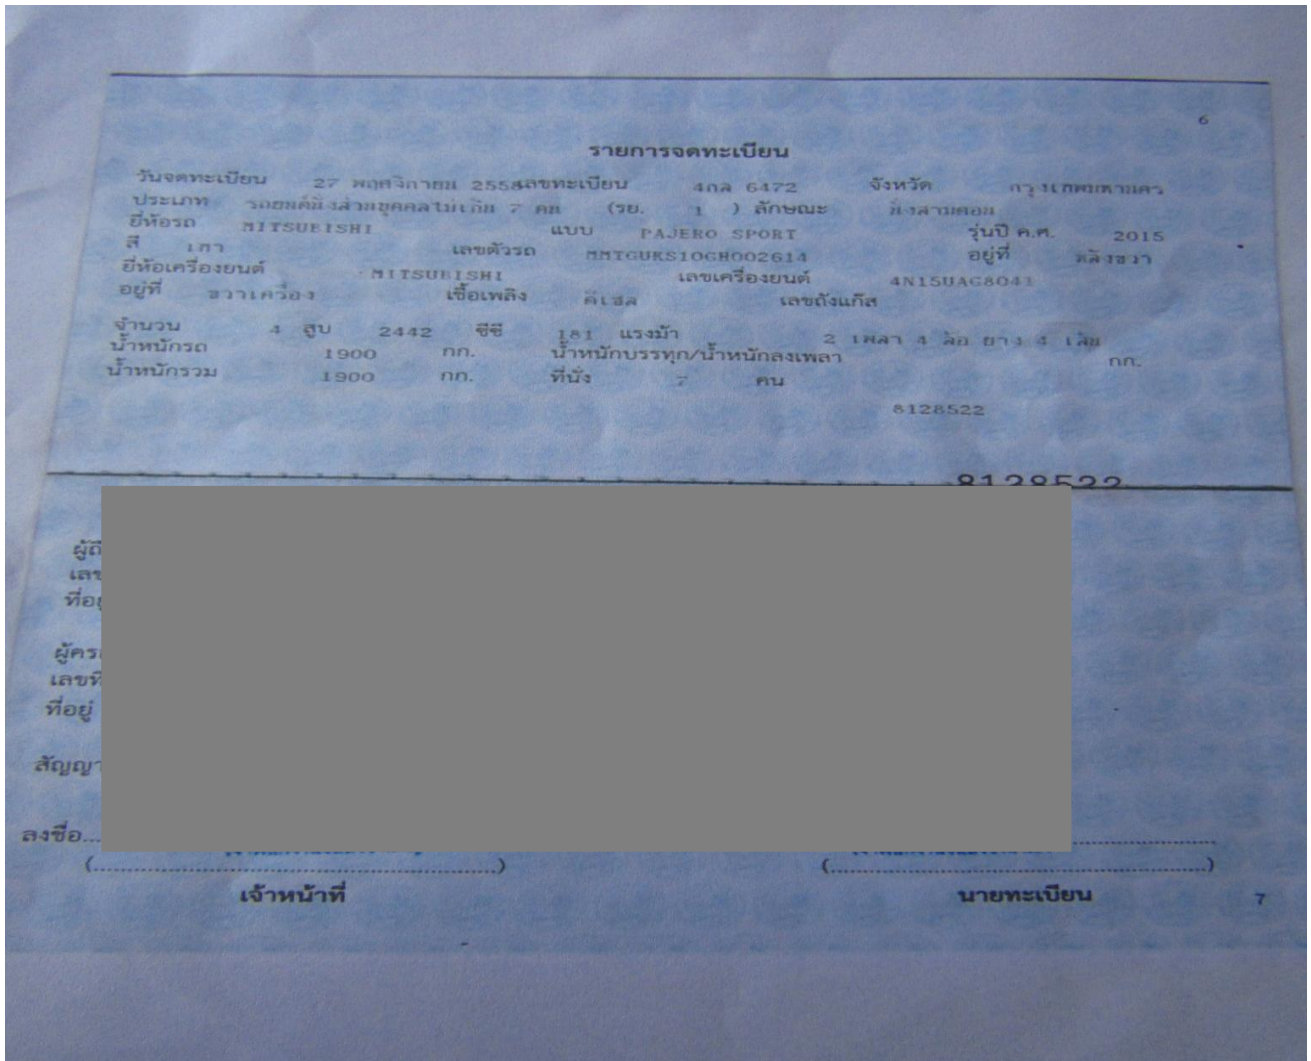 6
รายการจดทะเบียน
วันจดทะเบียน 27 พฤศจิกายน 2558 เลขทะเบียน 4กล 6472 จังหวัด กรุงเทพมหานคร
ประเภท รถยนต์นั่งส่วนบุคคลไม่เกิน 7 คน (รย. 1 ) ลักษณะ นั่งสามตอน
ยี่ห้อรถ MITSUBISHI แบบ PAJERO SPORT รุ่นปี ค.ศ. 2015
สี เทา เลขตัวรถ MMTGUKS10GH002614 อยู่ที่ หลังขวา
ยี่ห้อเครื่องยนต์ MITSUBISHI เลขเครื่องยนต์ 4N15UAG8041
อยู่ที่ ขวาเครื่อง เชื้อเพลิง ดีเซล เลขถังแก๊ส
จำนวน 4 สูบ 2442 ซีซี 181 แรงม้า 2 เพลา 4 ล้อ ยาง 4 เส้น
น้ำหนักรถ 1900 กก. น้ำหนักบรรทุก/น้ำหนักลงเพลา กก.
น้ำหนักรวม 1900 กก. ที่นั่ง 7 คน
8128522
8128522
ที่อยู่
เลขที่
ที่อยู่
สัญญา
ลงชื่อ...
(........................) (........................)
เจ้าหน้าที่ นายทะเบียน 7